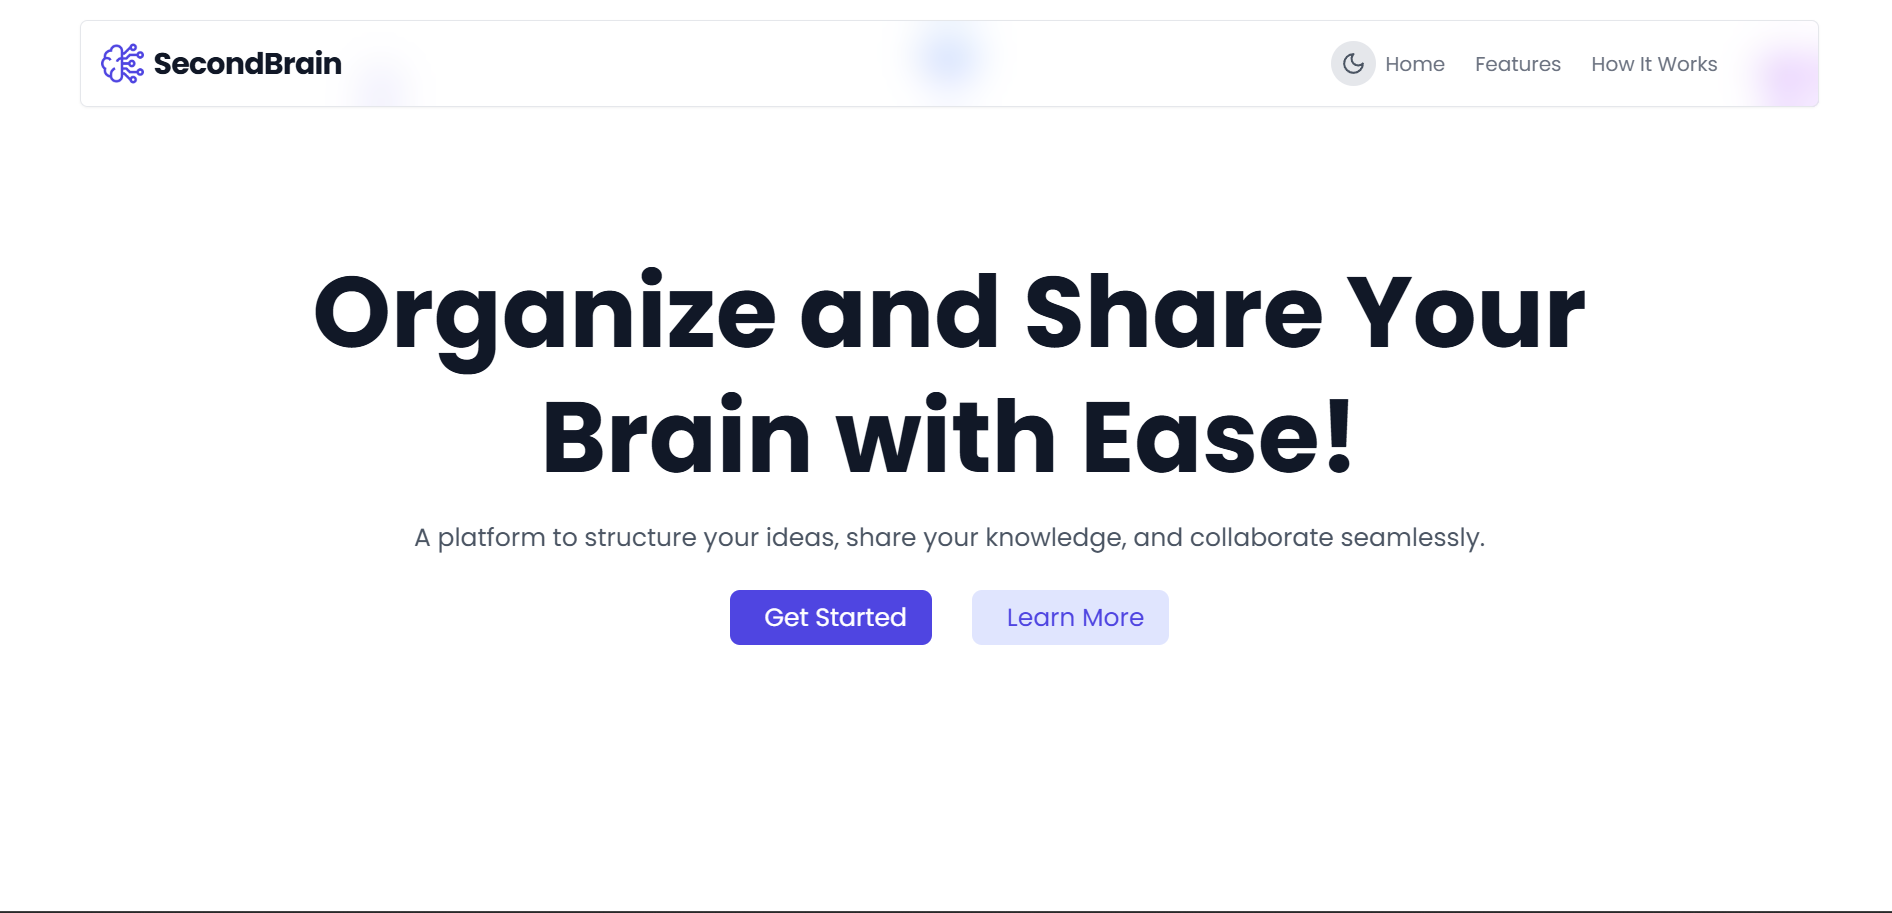 SecondBrain
Home Features How It Works
Organize and Share Your
Brain with Ease!
A platform to structure your ideas, share your knowledge, and collaborate seamlessly.
Get Started Learn More